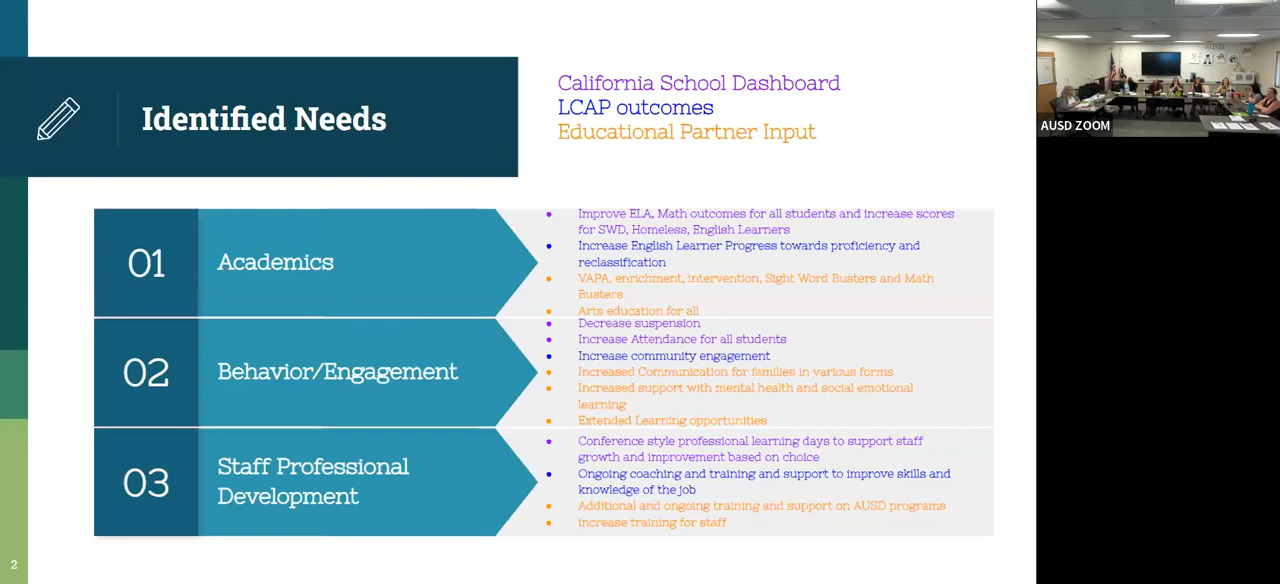 Identified Needs
California School Dashboard
LCAP outcomes
Educational Partner Input
01
Academics
Improve ELA, Math outcomes for all students and increase scores
for SWD, Homeless, English Learners
Increase English Learner Progress towards proficiency and
reclassification
VAPA, enrichment, intervention, Sight Word Busters and Math
Busters
Arts education for all
02
Behavior/Engagement
Decrease suspension
Increase Attendance for all students
Increase community engagement
Increased Communication for families in various forms
Increased support with mental health and social emotional
learning
Extended Learning opportunities
03
Staff Professional
Development
Conference style professional learning days to support staff
growth and improvement based on choice
Ongoing coaching and training and support to improve skills and
knowledge of the job
Additional and ongoing training and support on AUSD programs
increase training for staff
2
AUSD ZOOM